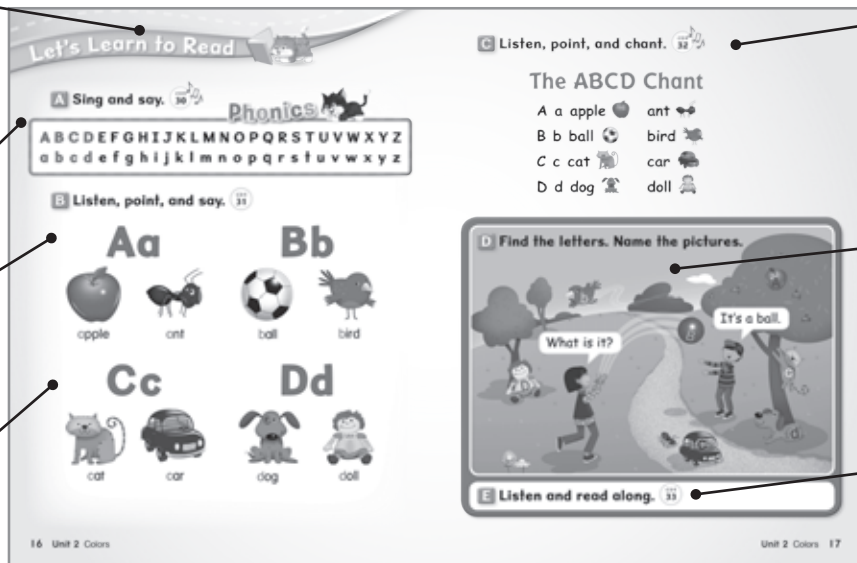 Let's Learn to Read
A Sing and say. 30
Phonics
A B C D E F G H I J K L M N O P Q R S T U V W X Y Z
a b c d e f g h i j k l m n o p q r s t u v w x y z
B Listen, point, and say. 31
Aa
Bb
apple
ant
ball
bird
Cc
Dd
cat
car
dog
doll
16 Unit 2 Colors
C Listen, point, and chant. 32
The ABCD Chant
A a apple ant
B b ball bird
C c cat car
D d dog doll
D Find the letters. Name the pictures.
What is it?
It's a ball.
B
D
C
c
d
E Listen and read along. 33
Unit 2 Colors 17